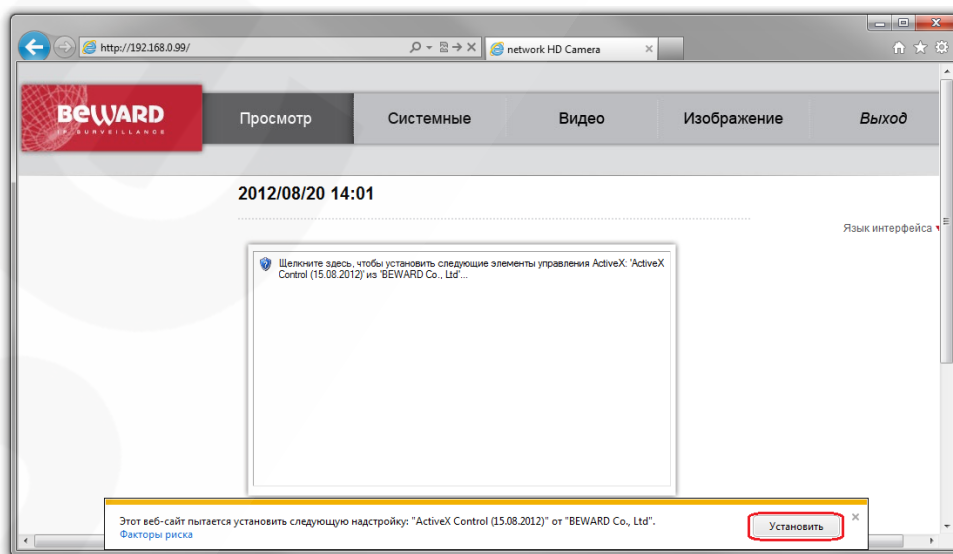 http://192.168.0.99/
network HD Camera
BEWARD
IP SURVEILLANCE
Просмотр
Системные
Видео
Изображение
Выход
2012/08/20 14:01
Язык интерфейса
Щелкните здесь, чтобы установить следующие элементы управления ActiveX: 'ActiveX
Control (15.08.2012)' из 'BEWARD Co., Ltd'...
Этот веб-сайт пытается установить следующую надстройку: "ActiveX Control (15.08.2012)" от "BEWARD Co., Ltd".
Факторы риска
Установить